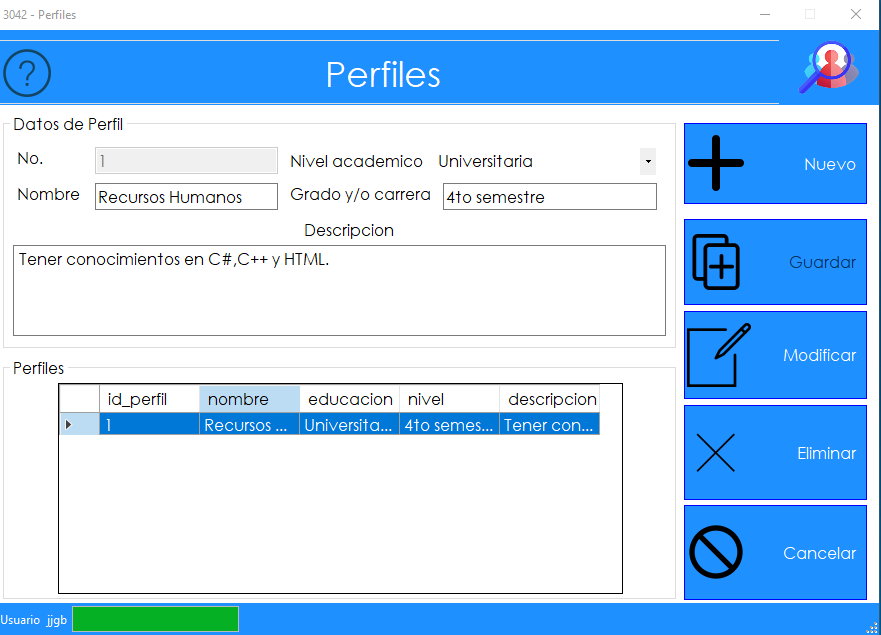 3042 - Perfiles
?
Perfiles
Datos de Perfil
No. 1 Nivel academico Universitaria
Nombre Recursos Humanos Grado y/o carrera 4to semestre
Descripcion
Tener conocimientos en C#,C++ y HTML.
Nuevo
Guardar
Modificar
Eliminar
Cancelar
Perfiles
id_perfil nombre educacion nivel descripcion
1 Recursos ... Universita... 4to semes... Tener con...
Usuario jjgb